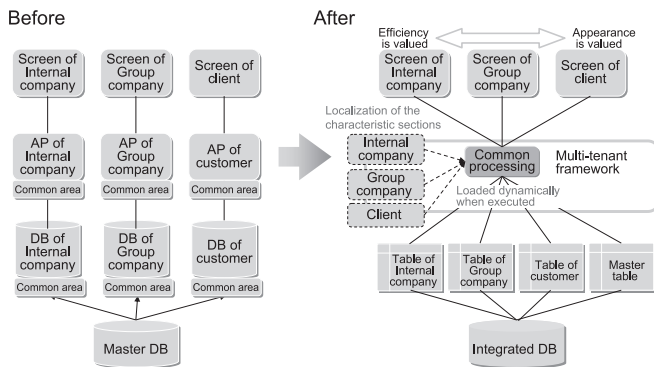 Before
Screen of
Internal
company
Screen of
Group
company
Screen of
client
AP of
Internal
company
AP of
Group
company
AP of
customer
Common area
Common area
Common area
DB of
Internal
company
DB of
Group
company
DB of
customer
Common area
Common area
Common area
Master DB
After
Efficiency
is valued
Appearance
is valued
Screen of
Internal
company
Screen of
Group
company
Screen of
client
Localization of the
characteristic sections
Internal
company
Group
company
Client
Common
processing
Multi-tenant
framework
Loaded dynamically
when executed
Table of
Internal
company
Table of
Group
company
Table of
customer
Master
table
Integrated DB